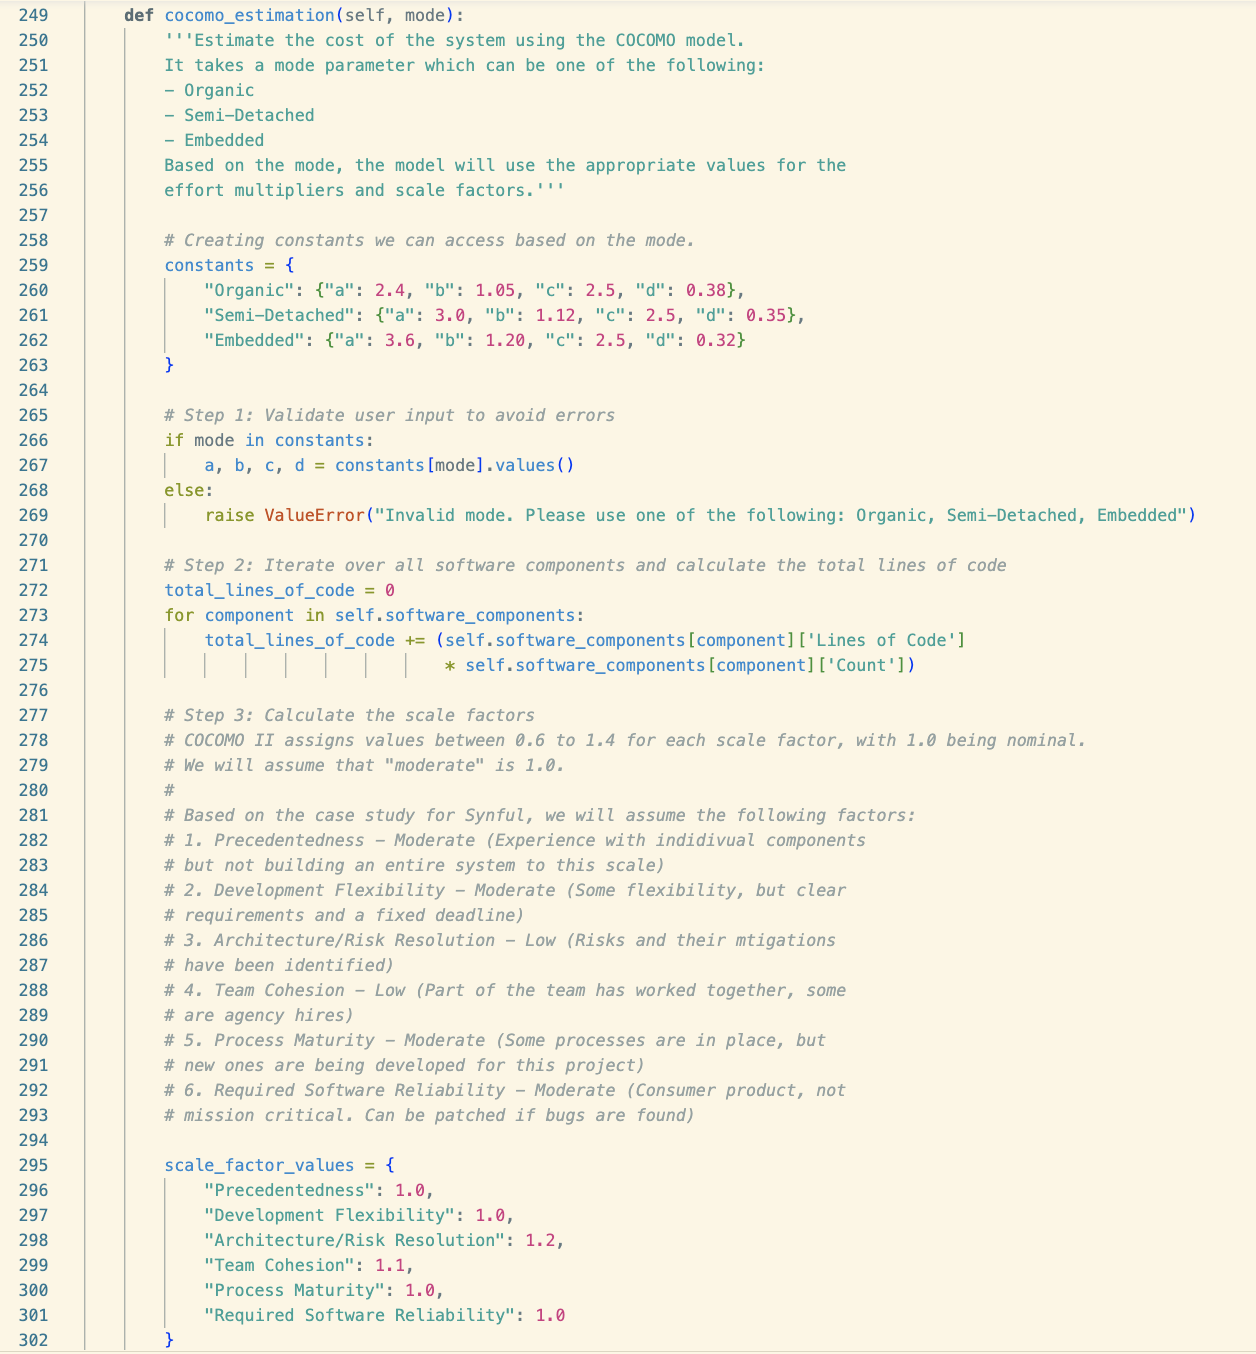 249 def cocomo_estimation(self, mode):
250 '''Estimate the cost of the system using the COCOMO model.
251 It takes a mode parameter which can be one of the following:
252 - Organic
253 - Semi-Detached
254 - Embedded
255 Based on the mode, the model will use the appropriate values for the
256 effort multipliers and scale factors.'''
257
258 # Creating constants we can access based on the mode.
259 constants = {
260 "Organic": {"a": 2.4, "b": 1.05, "c": 2.5, "d": 0.38},
261 "Semi-Detached": {"a": 3.0, "b": 1.12, "c": 2.5, "d": 0.35},
262 "Embedded": {"a": 3.6, "b": 1.20, "c": 2.5, "d": 0.32}
263 }
264
265 # Step 1: Validate user input to avoid errors
266 if mode in constants:
267 a, b, c, d = constants[mode].values()
268 else:
269 raise ValueError("Invalid mode. Please use one of the following: Organic, Semi-Detached, Embedded")
270
271 # Step 2: Iterate over all software components and calculate the total lines of code
272 total_lines_of_code = 0
273 for component in self.software_components:
274 total_lines_of_code += (self.software_components[component]['Lines of Code']
275 * self.software_components[component]['Count'])
276
277 # Step 3: Calculate the scale factors
278 # COCOMO II assigns values between 0.6 to 1.4 for each scale factor, with 1.0 being nominal.
279 # We will assume that "moderate" is 1.0.
280 #
281 # Based on the case study for Synful, we will assume the following factors:
282 # 1. Precedentedness - Moderate (Experience with indidivual components
283 # but not building an entire system to this scale)
284 # 2. Development Flexibility - Moderate (Some flexibility, but clear
285 # requirements and a fixed deadline)
286 # 3. Architecture/Risk Resolution - Low (Risks and their mtigations
287 # have been identified)
288 # 4. Team Cohesion - Low (Part of the team has worked together, some
289 # are agency hires)
290 # 5. Process Maturity - Moderate (Some processes are in place, but
291 # new ones are being developed for this project)
292 # 6. Required Software Reliability - Moderate (Consumer product, not
293 # mission critical. Can be patched if bugs are found)
294
295 scale_factor_values = {
296 "Precedentedness": 1.0,
297 "Development Flexibility": 1.0,
298 "Architecture/Risk Resolution": 1.2,
299 "Team Cohesion": 1.1,
300 "Process Maturity": 1.0,
301 "Required Software Reliability": 1.0
302 }